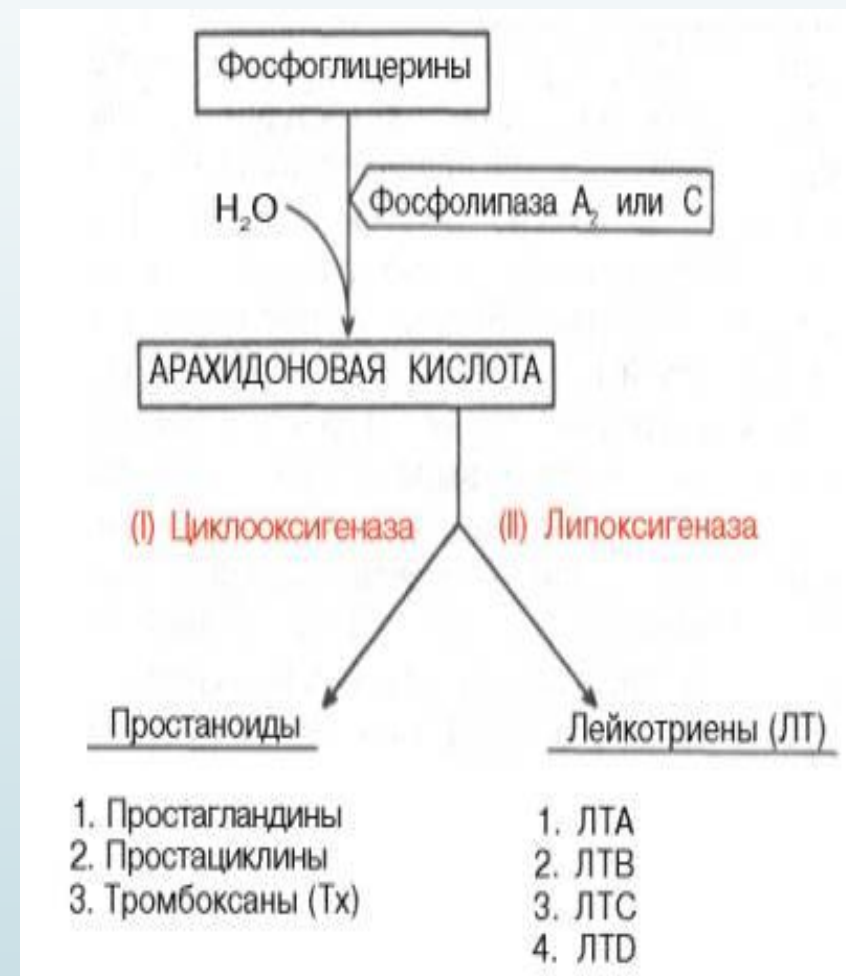 Фосфоглицерины
H₂O
Фосфолипаза A₂ или C
АРАХИДОНОВАЯ КИСЛОТА
(I) Циклооксигеназа
(II) Липоксигеназа
Простаноиды
1. Простагландины
2. Простациклины
3. Тромбоксаны (Тх)
Лейкотриены (ЛТ)
1. ЛТА
2. ЛТВ
3. ЛТС
4. ЛТD